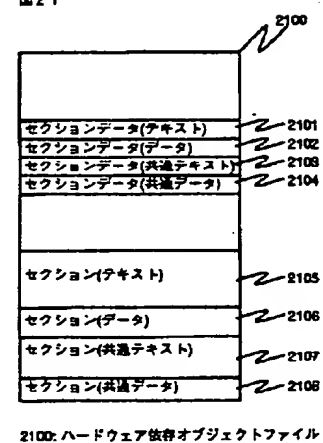 図21
2100
セクションデータ(テキスト) 2101
セクションデータ(データ) 2102
セクションデータ(共通テキスト) 2103
セクションデータ(共通データ) 2104
セクション(テキスト) 2105
セクション(データ) 2106
セクション(共通テキスト) 2107
セクション(共通データ) 2108
2100: ハードウェア依存オブジェクトファイル